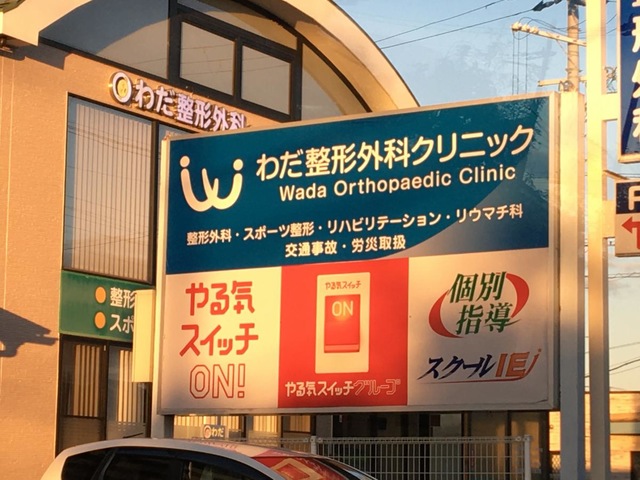 わだ整形外科
わだ整形外科クリニック
Wada Orthopaedic Clinic
整形外科・スポーツ整形・リハビリテーション・リウマチ科
交通事故・労災取扱
やる気
スイッチ
ON!
やる気スイッチ
ON
やる気スイッチグループ
個別
指導
スクールIE
整形
スポ
わだ
P